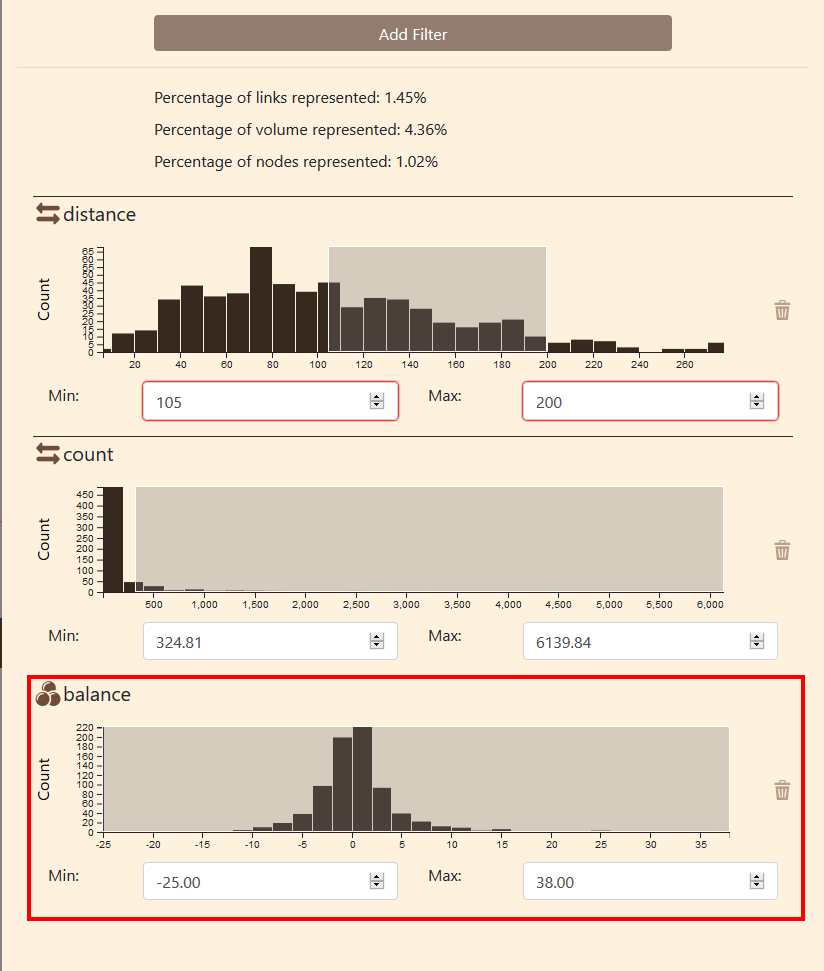 Add Filter
Percentage of links represented: 1.45%
Percentage of volume represented: 4.36%
Percentage of nodes represented: 1.02%
distance
Count
65
60
55
50
45
40
35
30
25
20
15
10
5
0
20 40 60 80 100 120 140 160 180 200 220 240 260
Min: 105 Max: 200
count
Count
450
400
350
300
250
200
150
100
50
0
500 1,000 1,500 2,000 2,500 3,000 3,500 4,000 4,500 5,000 5,500 6,000
Min: 324.81 Max: 6139.84
balance
Count
220
200
180
160
140
120
100
80
60
40
20
0
-25 -20 -15 -10 -5 0 5 10 15 20 25 30 35
Min: -25.00 Max: 38.00